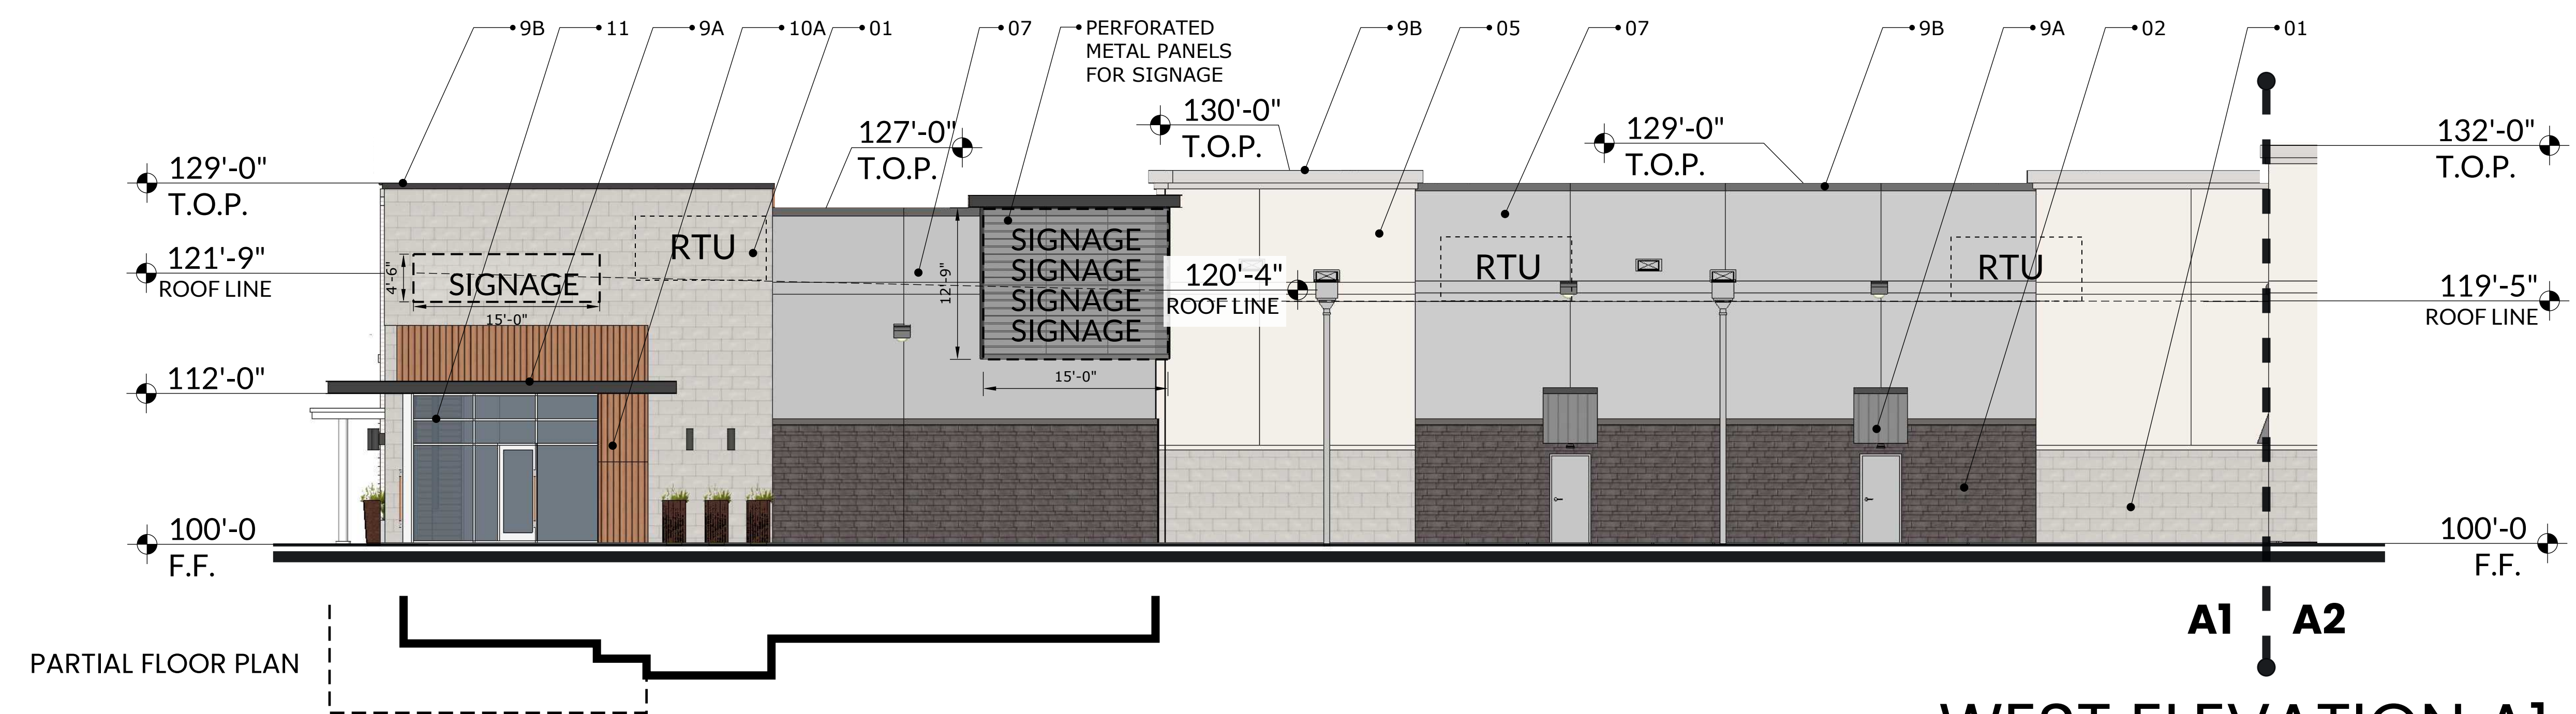 9B
11
9A
10A
01
07
PERFORATED
METAL PANELS
FOR SIGNAGE
9B
05
07
9B
9A
02
01
129'-0"
T.O.P.
127'-0"
T.O.P.
130'-0"
T.O.P.
129'-0"
T.O.P.
132'-0"
T.O.P.
121'-9"
ROOF LINE
4'-6"
SIGNAGE
15'-0"
RTU
12'-9"
SIGNAGE
SIGNAGE
SIGNAGE
SIGNAGE
15'-0"
120'-4"
ROOF LINE
RTU
RTU
119'-5"
ROOF LINE
112'-0"
100'-0
F.F.
100'-0
F.F.
A1
A2
PARTIAL FLOOR PLAN
WEST ELEVATION A1